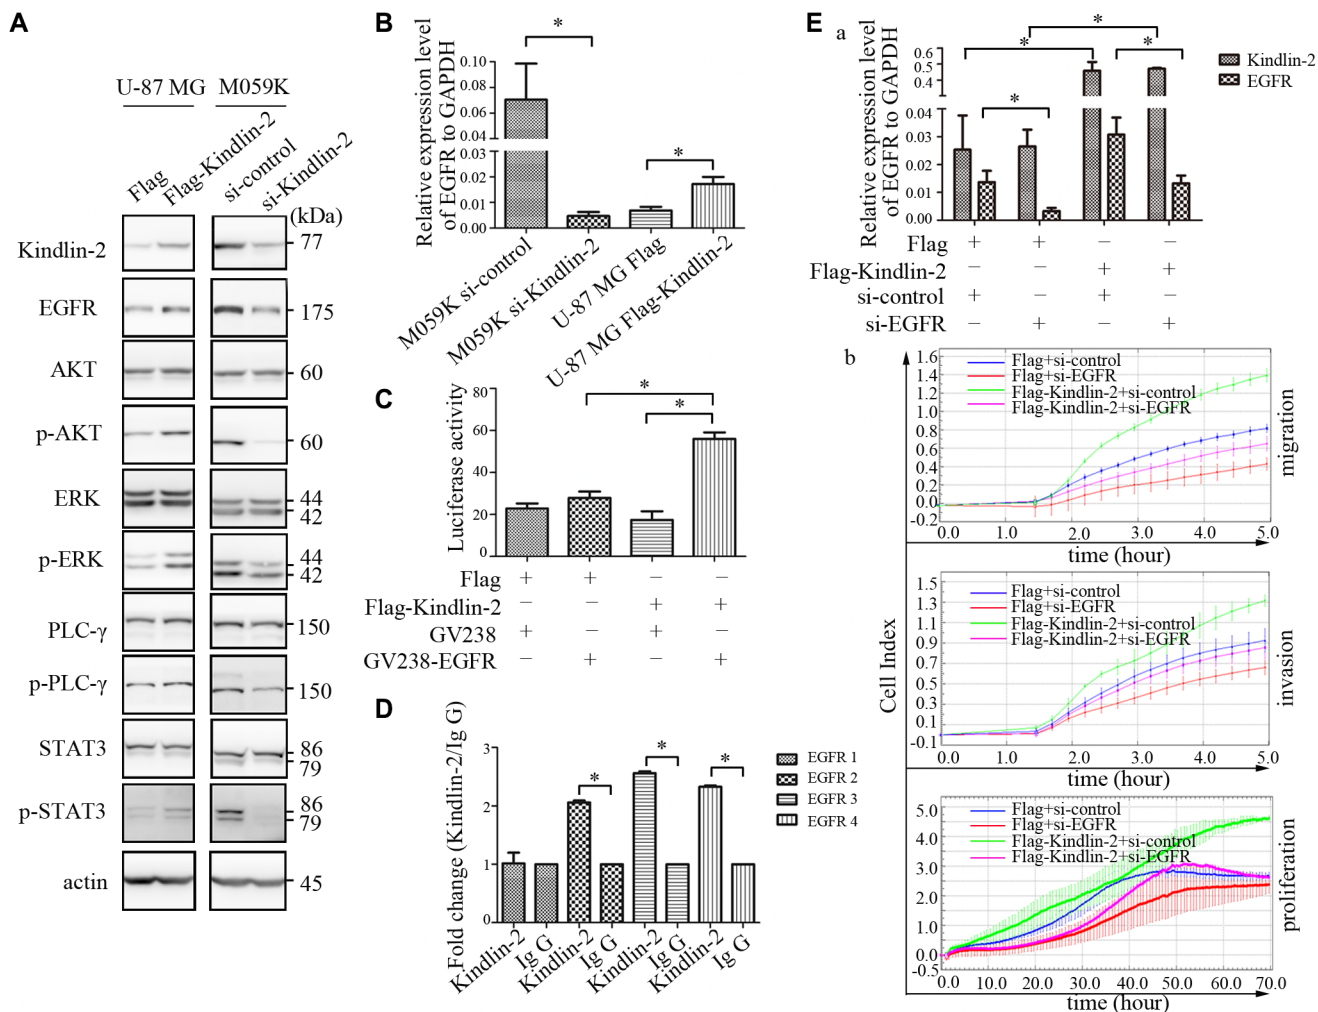 A
U-87 MG M059K
Flag
Flag-Kindlin-2
si-control
si-Kindlin-2
(kDa)
Kindlin-2 77
EGFR 175
AKT 60
p-AKT 60
ERK 44
42
p-ERK 44
42
PLC-γ 150
p-PLC-γ 150
STAT3 86
79
p-STAT3 86
79
actin 45
B
Relative expression level
of EGFR to GAPDH
*
*
0.10
0.08
0.06
0.04
0.03
0.02
0.01
0.00
M059K si-control
M059K si-Kindlin-2
U-87 MG Flag
U-87 MG Flag-Kindlin-2
C
Luciferase activity
*
*
80
60
40
20
0
Flag + + − −
Flag-Kindlin-2 − − + +
GV238 + − + −
GV238-EGFR − + − +
D
Fold change (Kindlin-2/Ig G)
3
2
1
0
*
*
*
EGFR 1
EGFR 2
EGFR 3
EGFR 4
Kindlin-2
Ig G
Kindlin-2
Ig G
Kindlin-2
Ig G
Kindlin-2
Ig G
E
a
Relative expression level
of EGFR to GAPDH
*
*
*
*
0.6
0.5
0.4
0.04
0.03
0.02
0.01
0.00
Kindlin-2
EGFR
Flag + + − −
Flag-Kindlin-2 − − + +
si-control + − + −
si-EGFR − + − +
b
Cell Index
1.6
1.4
1.2
1.0
0.8
0.6
0.4
0.2
0.0
-0.2
Flag+si-control
Flag+si-EGFR
Flag-Kindlin-2+si-control
Flag-Kindlin-2+si-EGFR
0.0 1.0 2.0 3.0 4.0 5.0
time (hour)
migration
1.5
1.3
1.1
0.9
0.7
0.5
0.3
0.1
-0.1
Flag+si-control
Flag+si-EGFR
Flag-Kindlin-2+si-control
Flag-Kindlin-2+si-EGFR
0.0 1.0 2.0 3.0 4.0 5.0
time (hour)
invasion
5.0
4.0
3.0
2.0
1.0
0.0
-0.5
Flag+si-control
Flag+si-EGFR
Flag-Kindlin-2+si-control
Flag-Kindlin-2+si-EGFR
0.0 10.0 20.0 30.0 40.0 50.0 60.0 70.0
time (hour)
proliferation